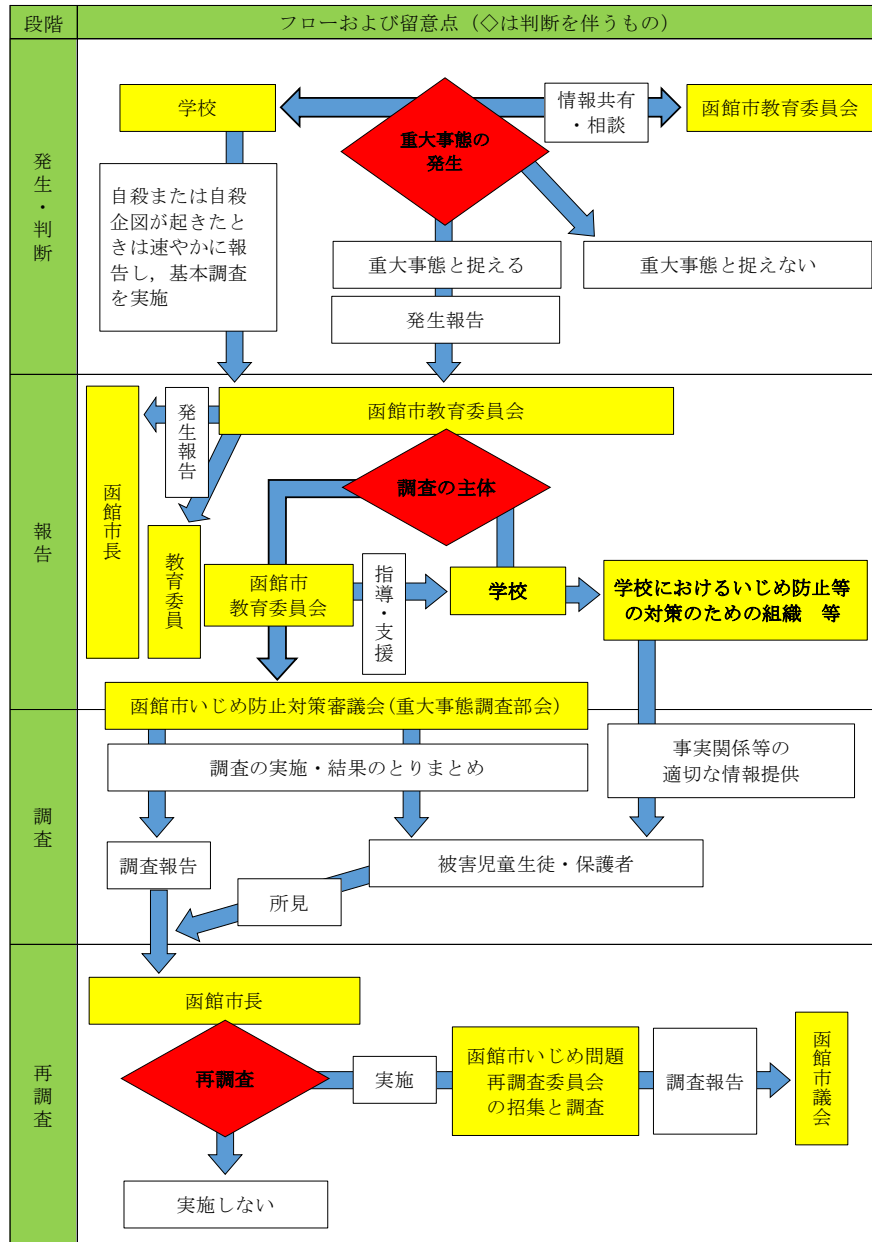 段階
フローおよび留意点（◇は判断を伴うもの）
発生・判断
学校
重大事態の
発生
情報共有
・相談
函館市教育委員会
自殺または自殺
企図が起きたと
きは速やかに報
告し，基本調査
を実施
重大事態と捉える
重大事態と捉えない
発生報告
報告
函館市教育委員会
発生報告
函館市長
教育委員
調査の主体
函館市
教育委員会
指導・支援
学校
学校におけるいじめ防止等
の対策のための組織　等
函館市いじめ防止対策審議会(重大事態調査部会)
調査
調査の実施・結果のとりまとめ
事実関係等の
適切な情報提供
調査報告
被害児童生徒・保護者
所見
再調査
函館市長
再調査
実施
函館市いじめ問題
再調査委員会
の招集と調査
調査報告
函館市議会
実施しない